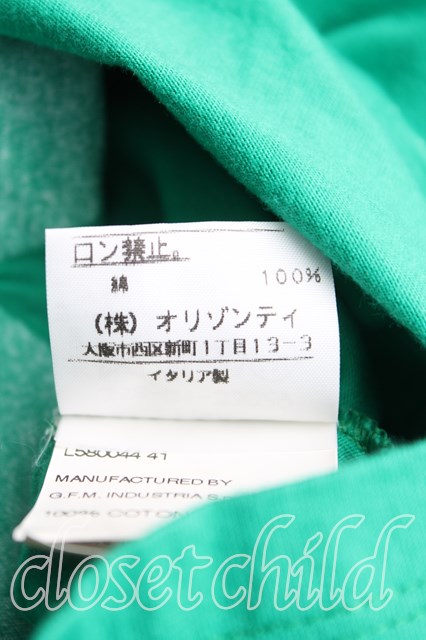 ロン禁止。
綿 100%
(株) オリゾンティ
大阪市西区新町1丁目13-3
イタリア製
L580044 41
MANUFACTURED BY
G.F.M. INDUSTRIA
100% COTON
closetchild